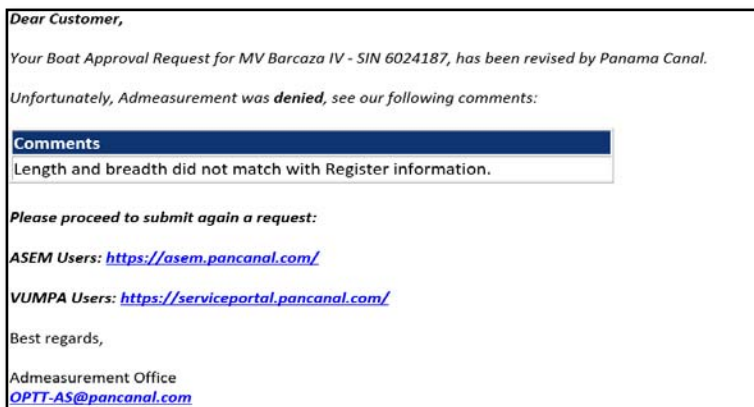 Dear Customer,
Your Boat Approval Request for MV Barcaza IV - SIN 6024187, has been revised by Panama Canal.
Unfortunately, Admeasurement was denied, see our following comments:
Comments
Length and breadth did not match with Register information.
Please proceed to submit again a request:
ASEM Users: https://asem.pancanal.com/
VUMPA Users: https://serviceportal.pancanal.com/
Best regards,
Admeasurement Office
OPTT-AS@pancanal.com